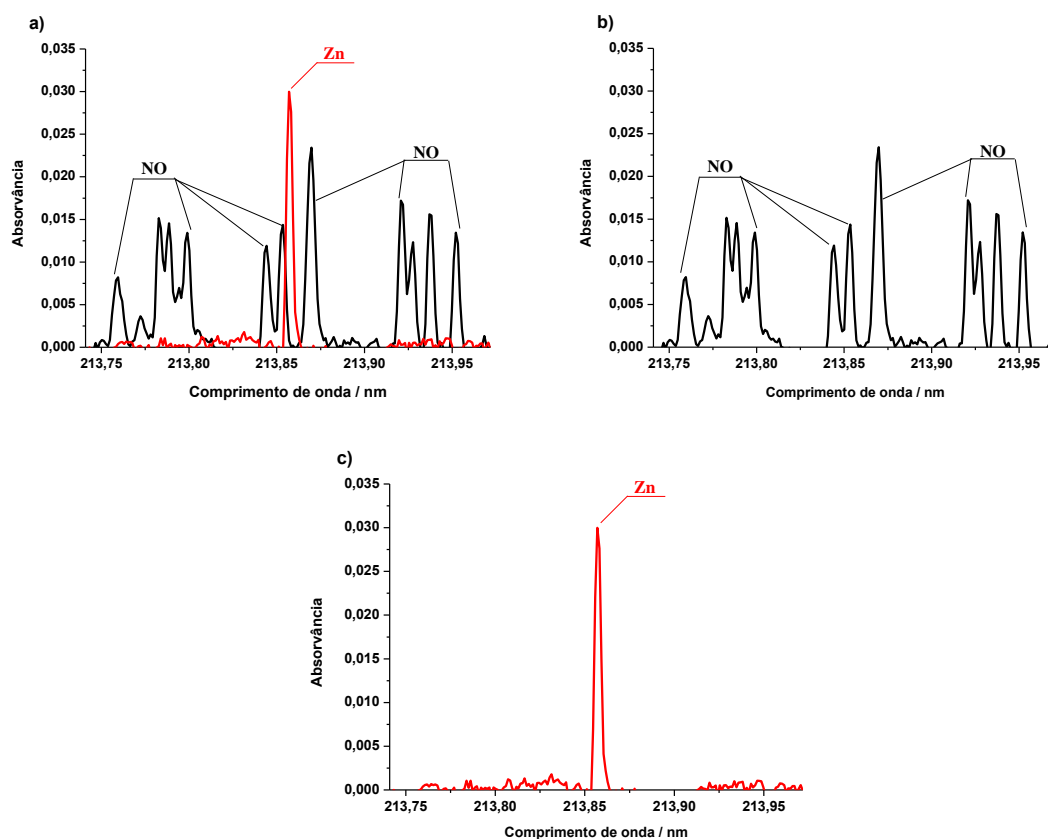 a)
0,035
0,030
0,025
0,020
0,015
0,010
0,005
0,000
Absorvância
Zn
NO
NO
213,75 213,80 213,85 213,90 213,95
Comprimento de onda / nm
b)
0,035
0,030
0,025
0,020
0,015
0,010
0,005
0,000
Absorvância
NO
NO
213,75 213,80 213,85 213,90 213,95
Comprimento de onda / nm
c)
0,035
0,030
0,025
0,020
0,015
0,010
0,005
0,000
Absorvância
Zn
213,75 213,80 213,85 213,90 213,95
Comprimento de onda / nm